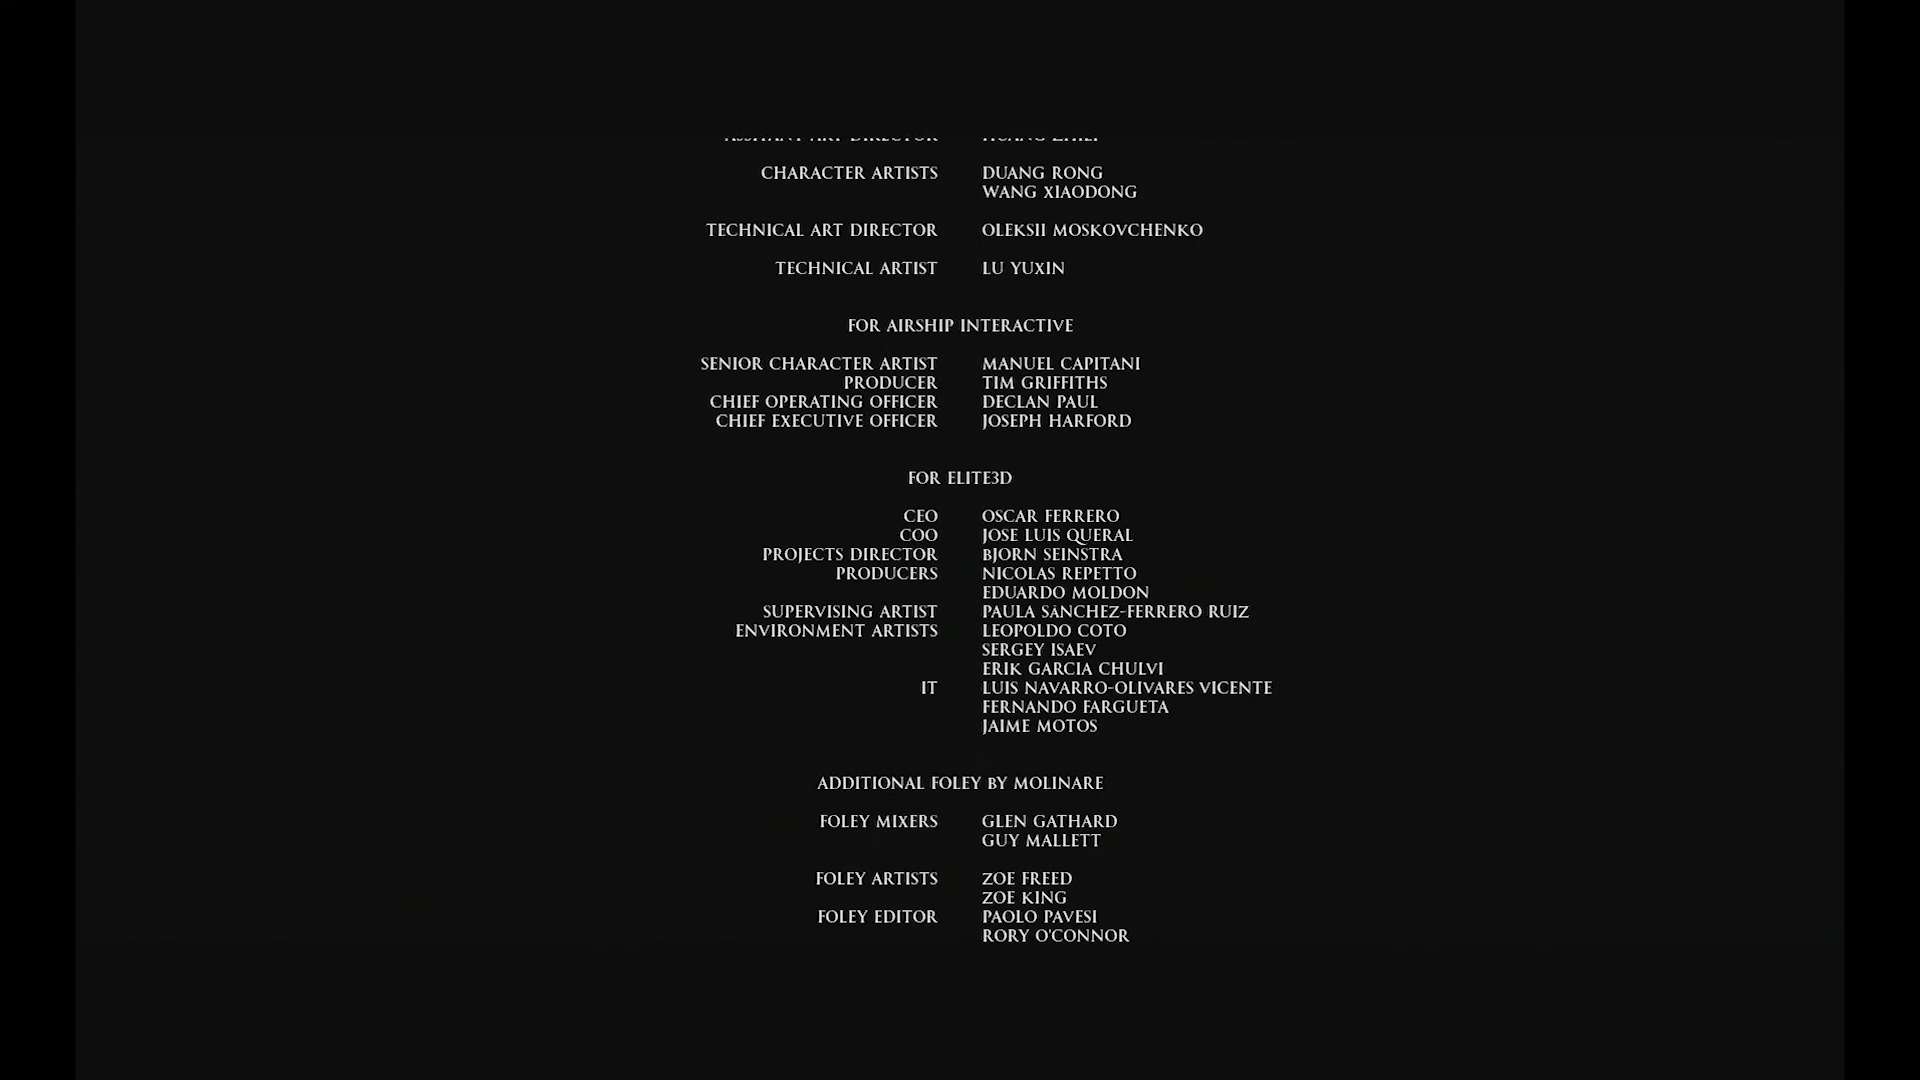 CHARACTER ARTISTS DUANG RONG
WANG XIAODONG
TECHNICAL ART DIRECTOR OLEKSII MOSKOVCHENKO
TECHNICAL ARTIST LU YUXIN
FOR AIRSHIP INTERACTIVE
SENIOR CHARACTER ARTIST MANUEL CAPITANI
PRODUCER TIM GRIFFITHS
CHIEF OPERATING OFFICER DECLAN PAUL
CHIEF EXECUTIVE OFFICER JOSEPH HARFORD
FOR ELITE3D
CEO OSCAR FERRERO
COO JOSE LUIS QUERAL
PROJECTS DIRECTOR BJORN SEINSTRA
PRODUCERS NICOLAS REPETTO
EDUARDO MOLDON
SUPERVISING ARTIST PAULA SÁNCHEZ-FERRERO RUIZ
ENVIRONMENT ARTISTS LEOPOLDO COTO
SERGEY ISAEV
ERIK GARCIA CHULVI
IT LUIS NAVARRO-OLIVARES VICENTE
FERNANDO FARGUETA
JAIME MOTOS
ADDITIONAL FOLEY BY MOLINARE
FOLEY MIXERS GLEN GATHARD
GUY MALLETT
FOLEY ARTISTS ZOE FREED
ZOE KING
FOLEY EDITOR PAOLO PAVESI
RORY O'CONNOR